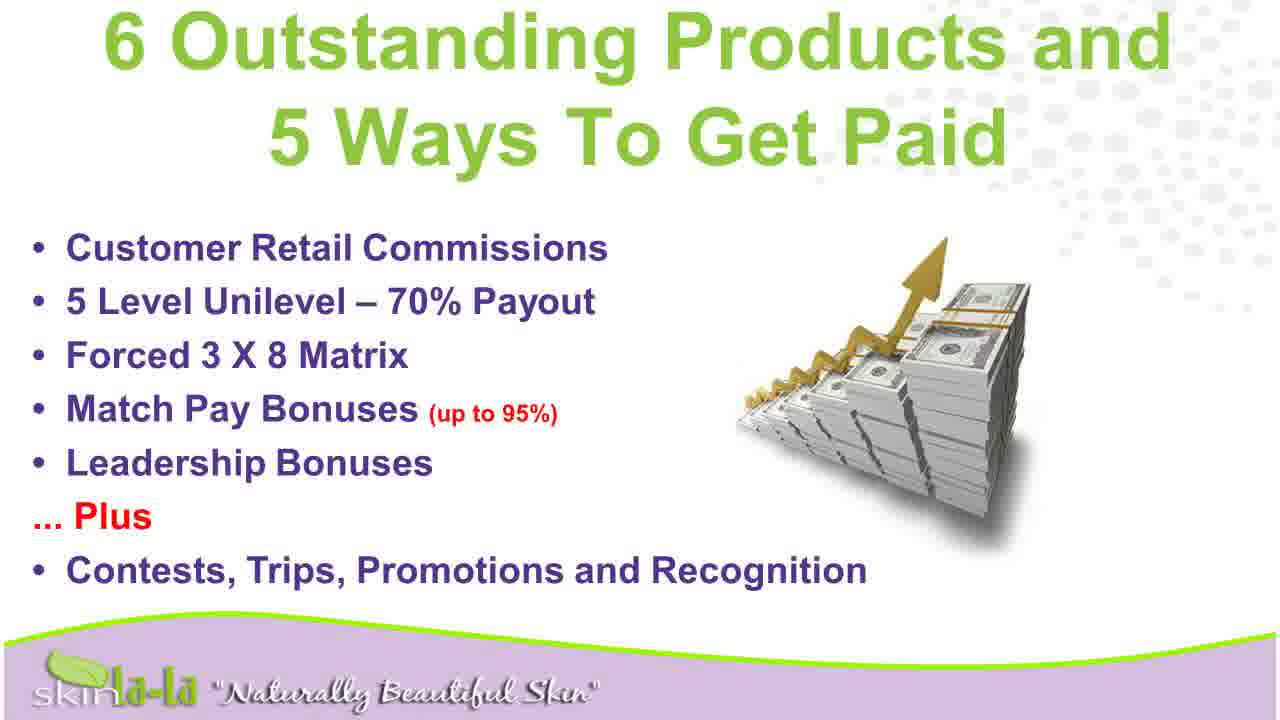 6 Outstanding Products and
5 Ways To Get Paid
• Customer Retail Commissions
• 5 Level Unilevel – 70% Payout
• Forced 3 X 8 Matrix
• Match Pay Bonuses (up to 95%)
• Leadership Bonuses
... Plus
• Contests, Trips, Promotions and Recognition
skin lā-lā "Naturally Beautiful Skin"